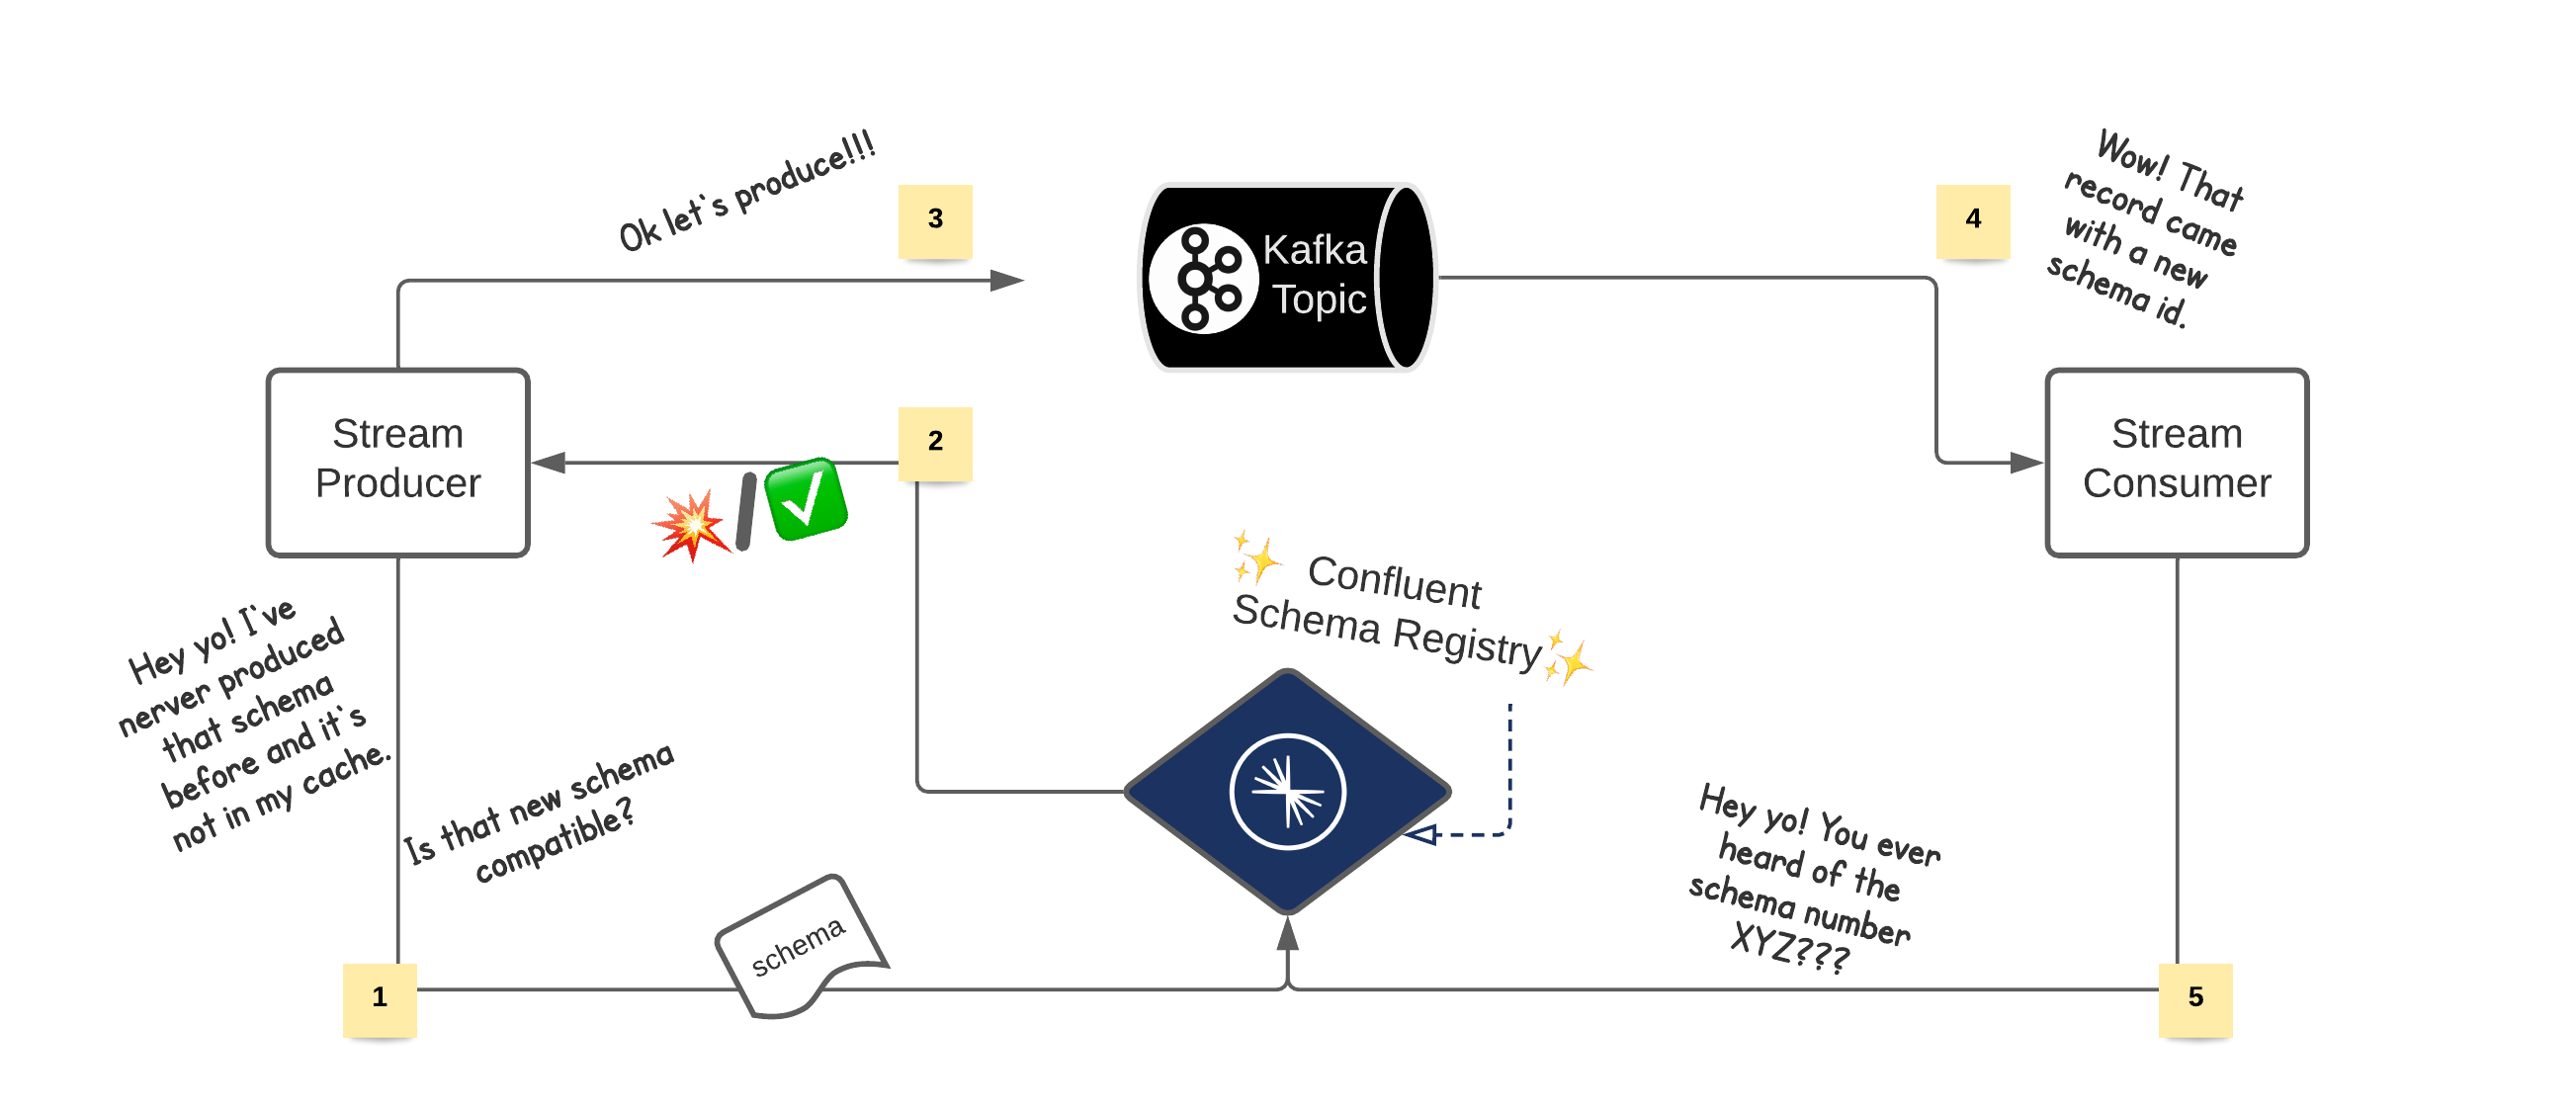 Ok let's produce!!!
3
Kafka
Topic
4
Wow! That
record came
with a new
schema id.
Stream
Producer
2
Stream
Consumer
Confluent
Schema Registry
Hey yo! I've
nerver produced
that schema
before and it's
not in my cache.
Is that new schema
compatible?
schema
Hey yo! You ever
heard of the
schema number
XYZ???
1
5